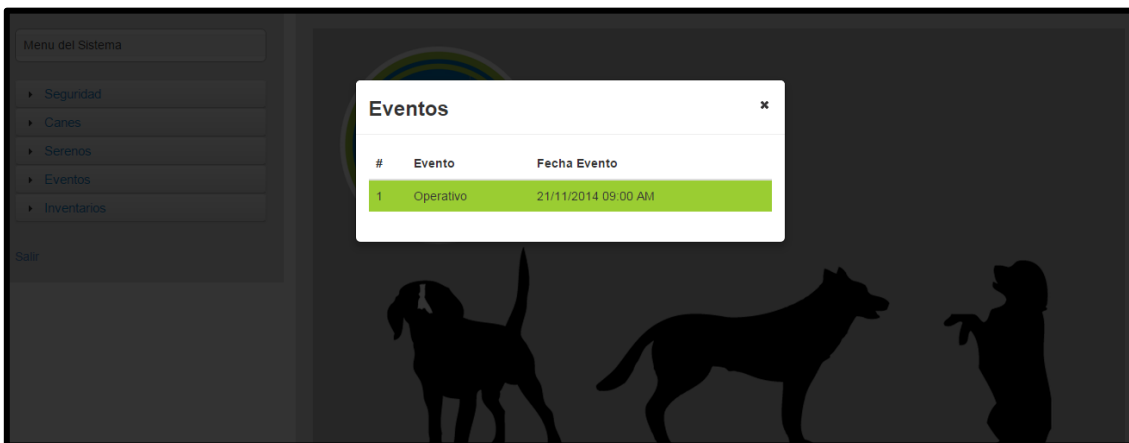 Menu del Sistema
Seguridad
Canes
Serenos
Eventos
Inventarios
Salir
Eventos
# Evento Fecha Evento
1 Operativo 21/11/2014 09:00 AM